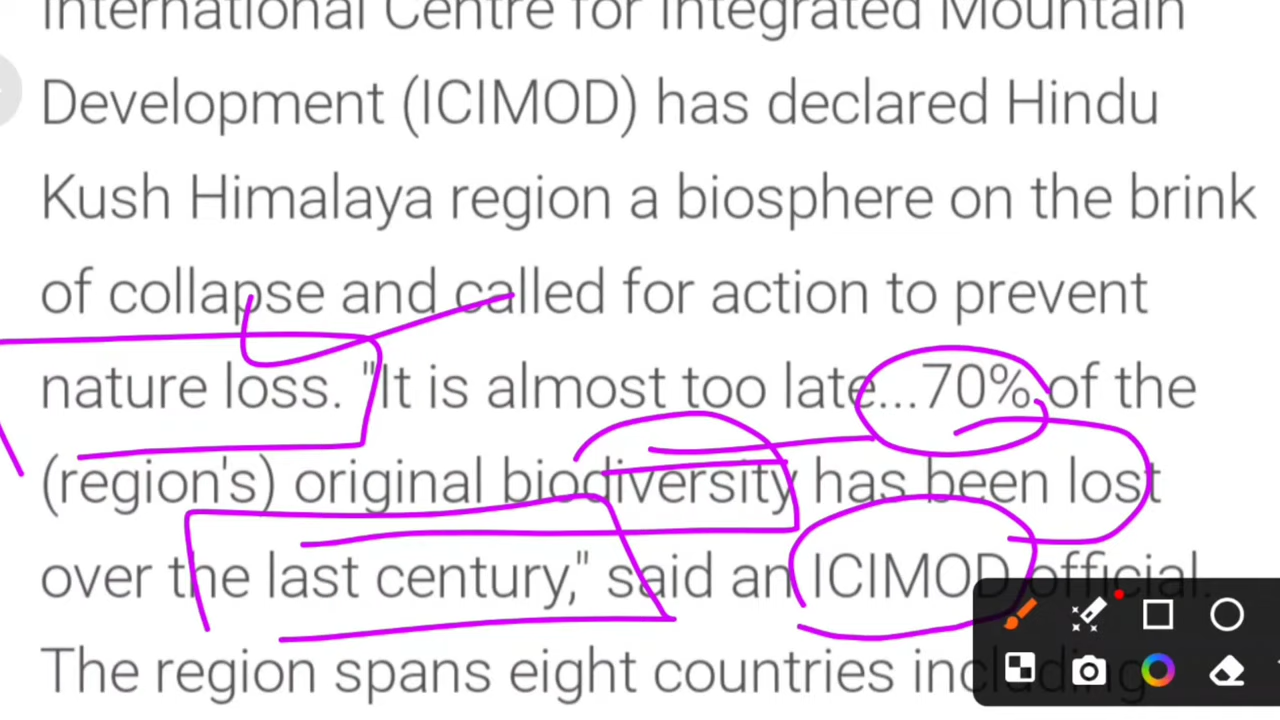 International Centre for Integrated Mountain
Development (ICIMOD) has declared Hindu
Kush Himalaya region a biosphere on the brink
of collapse and called for action to prevent
nature loss. "It is almost too late...70% of the
(region's) original biodiversity has been lost
over the last century," said an ICIMOD official.
The region spans eight countries including